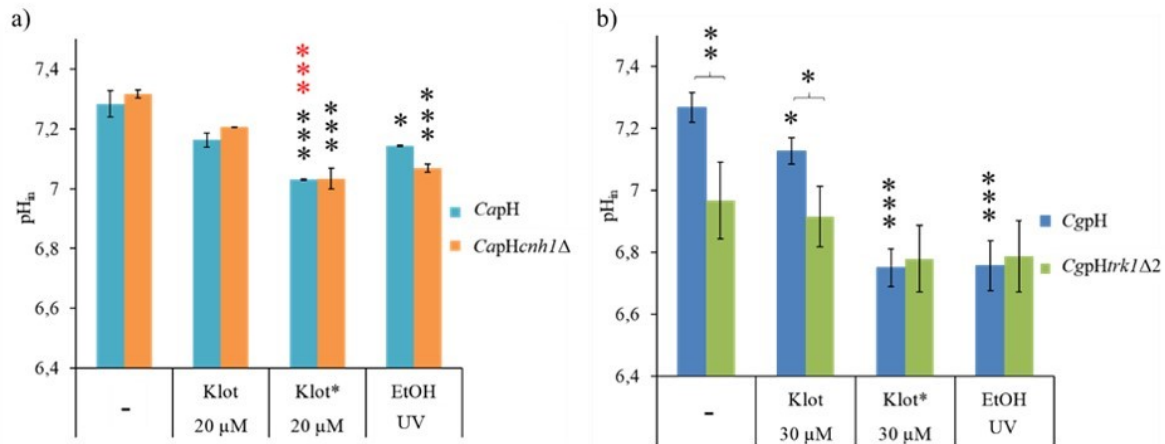 a)
7,4
7,2
7
6,8
6,6
6,4
pHin
***
***
***
*
***
CapH
CapHcnh1Δ
-
Klot
20 µM
Klot*
20 µM
EtOH
UV
b)
7,4
7,2
7
6,8
6,6
6,4
pHin
**
*
*
***
***
CgpH
CgpHtrk1Δ2
-
Klot
30 µM
Klot*
30 µM
EtOH
UV